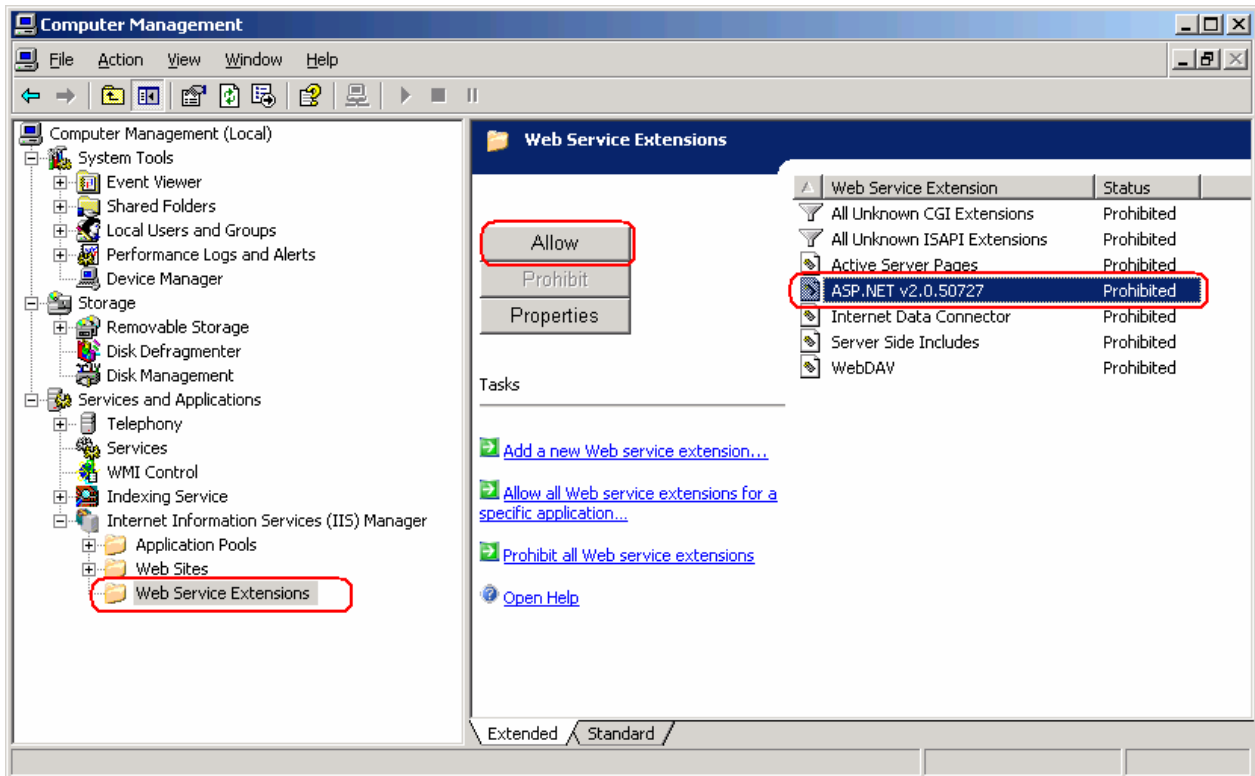 Computer Management
File Action View Window Help
Computer Management (Local)
System Tools
Event Viewer
Shared Folders
Local Users and Groups
Performance Logs and Alerts
Device Manager
Storage
Removable Storage
Disk Defragmenter
Disk Management
Services and Applications
Telephony
Services
WMI Control
Indexing Service
Internet Information Services (IIS) Manager
Application Pools
Web Sites
Web Service Extensions
Web Service Extensions
Allow
Prohibit
Properties
Tasks
Add a new Web service extension...
Allow all Web service extensions for a
specific application...
Prohibit all Web service extensions
Open Help
Web Service Extension Status
All Unknown CGI Extensions Prohibited
All Unknown ISAPI Extensions Prohibited
Active Server Pages Prohibited
ASP.NET v2.0.50727 Prohibited
Internet Data Connector Prohibited
Server Side Includes Prohibited
WebDAV Prohibited
Extended Standard